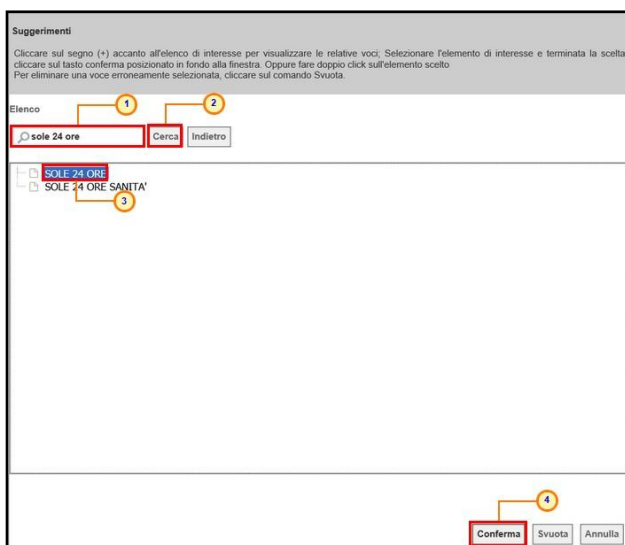 Suggerimenti
Cliccare sul segno (+) accanto all'elenco di interesse per visualizzare le relative voci; Selezionare l'elemento di interesse e terminata la scelta
cliccare sul tasto conferma posizionato in fondo alla finestra. Oppure fare doppio click sull'elemento scelto
Per eliminare una voce erroneamente selezionata, cliccare sul comando Svuota.
1 2
Elenco
sole 24 ore Cerca Indietro
SOLE 24 ORE
SOLE 24 ORE SANITA'
3
4
Conferma Svuota Annulla